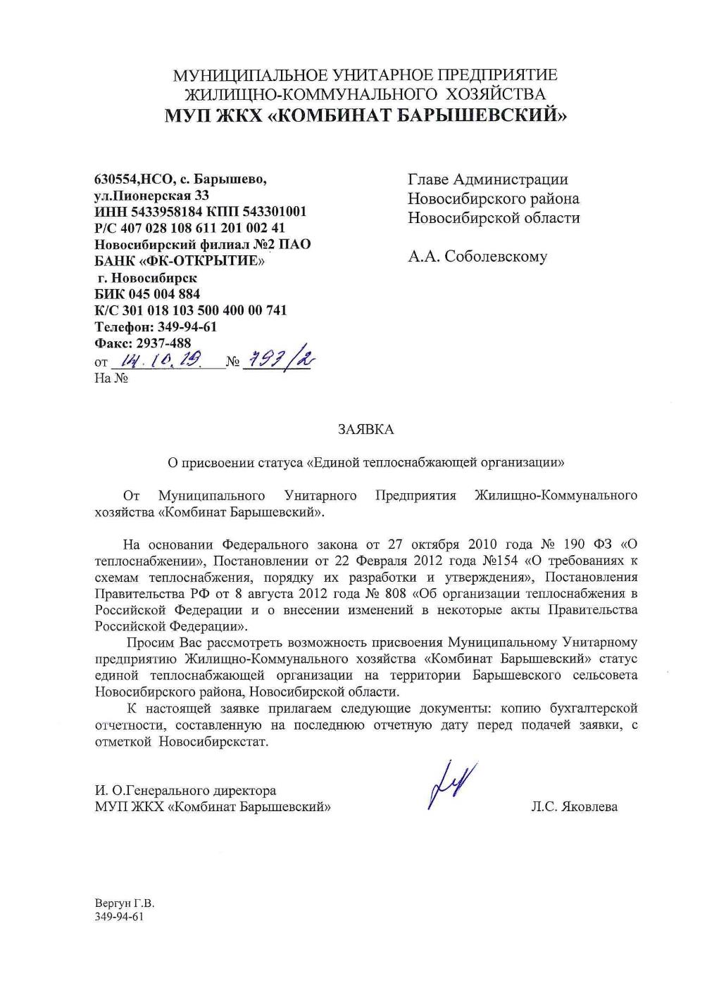 МУНИЦИПАЛЬНОЕ УНИТАРНОЕ ПРЕДПРИЯТИЕ
ЖИЛИЩНО-КОММУНАЛЬНОГО ХОЗЯЙСТВА
МУП ЖКХ «КОМБИНАТ БАРЫШЕВСКИЙ»
630554,НСО, с. Барышево,
ул.Пионерская 33
ИНН 5433958184 КПП 543301001
Р/С 407 028 108 611 201 002 41
Новосибирский филиал №2 ПАО
БАНК «ФК-ОТКРЫТИЕ»
г. Новосибирск
БИК 045 004 884
К/С 301 018 103 500 400 00 741
Телефон: 349-94-61
Факс: 2937-488
от 14.10.19. № 793/2
На №
Главе Администрации
Новосибирского района
Новосибирской области
А.А. Соболевскому
ЗАЯВКА
О присвоении статуса «Единой теплоснабжающей организации»
От Муниципального Унитарного Предприятия Жилищно-Коммунального
хозяйства «Комбинат Барышевский».
На основании Федерального закона от 27 октября 2010 года № 190 ФЗ «О
теплоснабжении», Постановлении от 22 Февраля 2012 года №154 «О требованиях к
схемам теплоснабжения, порядку их разработки и утверждения», Постановления
Правительства РФ от 8 августа 2012 года № 808 «Об организации теплоснабжения в
Российской Федерации и о внесении изменений в некоторые акты Правительства
Российской Федерации».
Просим Вас рассмотреть возможность присвоения Муниципальному Унитарному
предприятию Жилищно-Коммунального хозяйства «Комбинат Барышевский» статус
единой теплоснабжающей организации на территории Барышевского сельсовета
Новосибирского района, Новосибирской области.
К настоящей заявке прилагаем следующие документы: копию бухгалтерской
отчетности, составленную на последнюю отчетную дату перед подачей заявки, с
отметкой Новосибирскстат.
И. О.Генерального директора
МУП ЖКХ «Комбинат Барышевский» Л.С. Яковлева
Вергун Г.В.
349-94-61